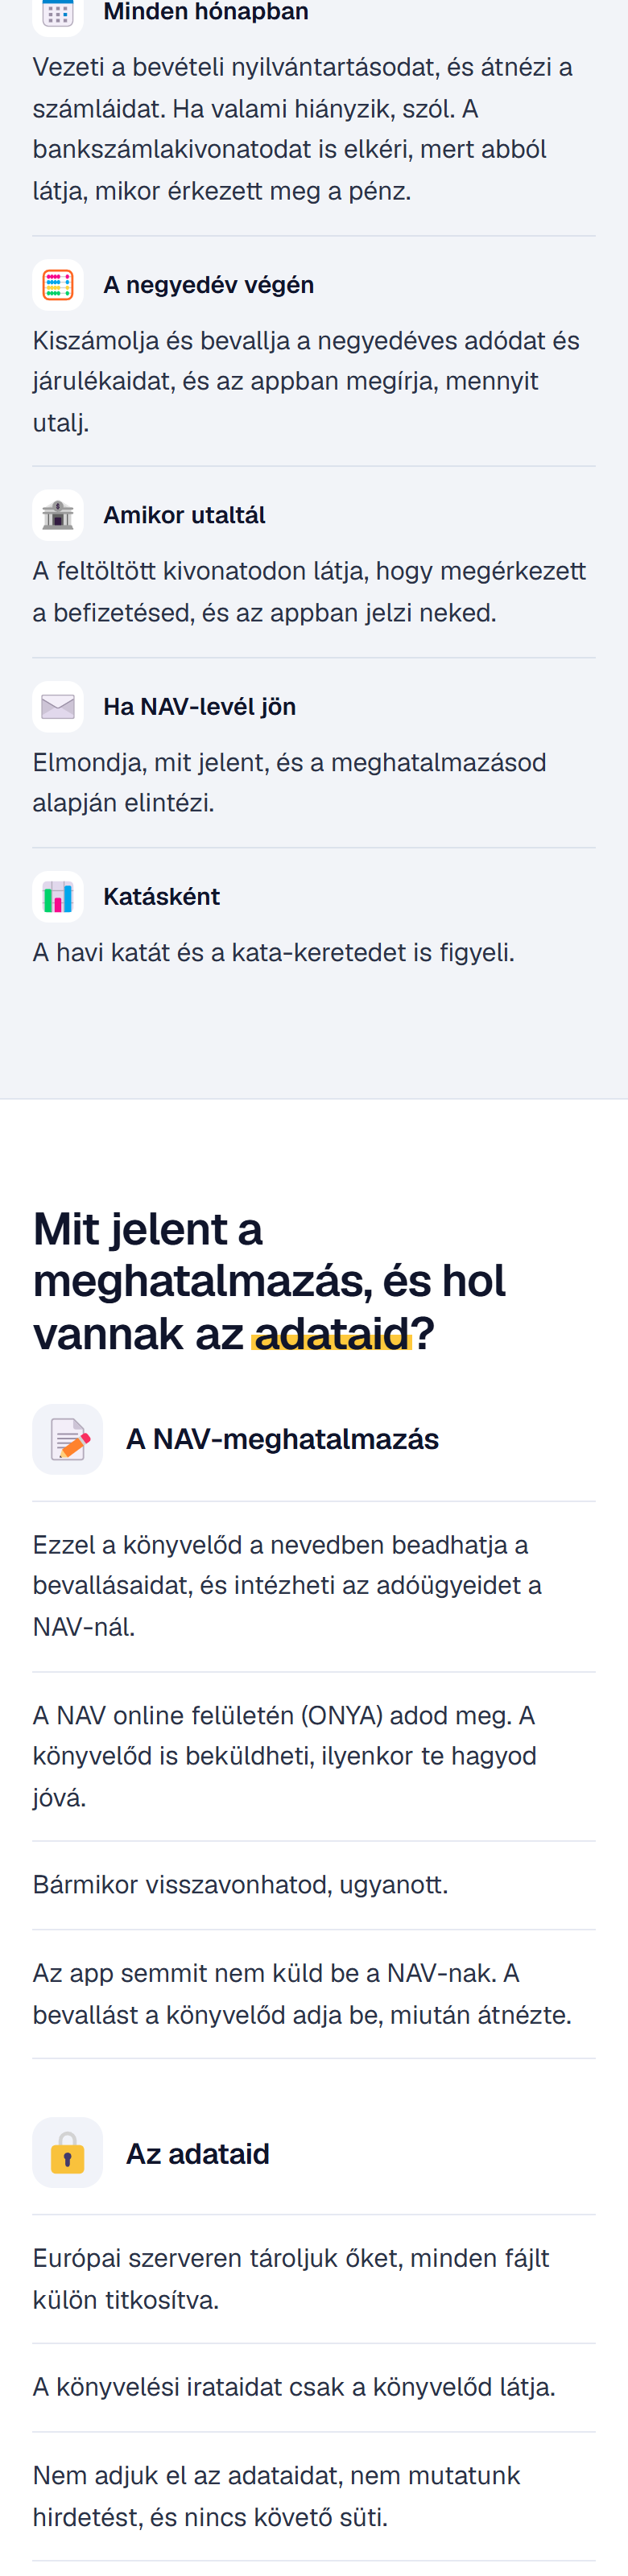 Minden hónapban
Vezeti a bevételi nyilvántartásodat, és átnézi a
számláidat. Ha valami hiányzik, szól. A
bankszámlakivonatodat is elkéri, mert abból
látja, mikor érkezett meg a pénz.
A negyedév végén
Kiszámolja és bevallja a negyedéves adódat és
járulékaidat, és az appban megírja, mennyit
utalj.
Amikor utaltál
A feltöltött kivonatodon látja, hogy megérkezett
a befizetésed, és az appban jelzi neked.
Ha NAV-levél jön
Elmondja, mit jelent, és a meghatalmazásod
alapján elintézi.
Katásként
A havi katát és a kata-keretedet is figyeli.
Mit jelent a
meghatalmazás, és hol
vannak az adataid?
A NAV-meghatalmazás
Ezzel a könyvelőd a nevedben beadhatja a
bevallásaidat, és intézheti az adóügyeidet a
NAV-nál.
A NAV online felületén (ONYA) adod meg. A
könyvelőd is beküldheti, ilyenkor te hagyod
jóvá.
Bármikor visszavonhatod, ugyanott.
Az app semmit nem küld be a NAV-nak. A
bevallást a könyvelőd adja be, miután átnézte.
Az adataid
Európai szerveren tároljuk őket, minden fájlt
külön titkosítva.
A könyvelési irataidat csak a könyvelőd látja.
Nem adjuk el az adataidat, nem mutatunk
hirdetést, és nincs követő süti.